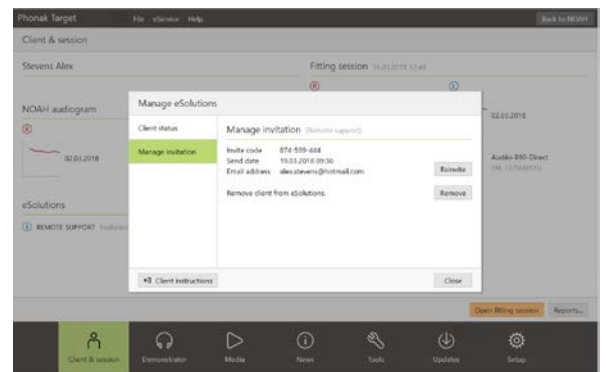 Phonak Target
File eService Help
Back to NOAH
Client & session
Stevens Alex
Fitting session
NOAH audiogram
02.03.2018
02.03.2018
Audéo B90-Direct
eSolutions
REMOTE SUPPORT
Manage eSolutions
Client status
Manage invitation
Manage invitation (Remote support)
Invite code 074-599-444
Send date 19.03.2018 09:36
Email address alex.stevens@hotmail.com
Reinvite
Remove client from eSolutions.
Remove
Client instructions
Close
Open fitting session
Reports...
Client & session
Demonstrator
Media
News
Tools
Updates
Setup